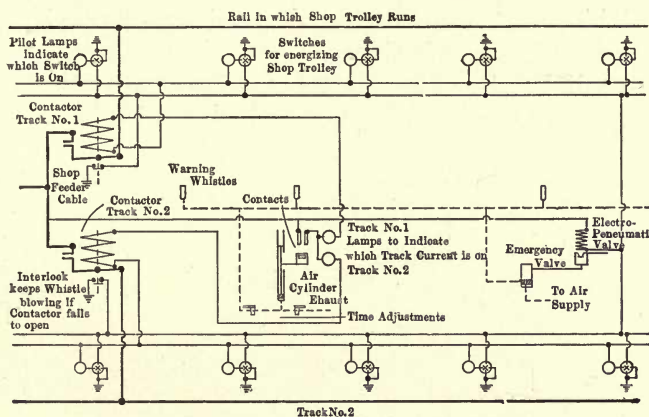 Rail in which Shop Trolley Runs
Pilot Lamps
indicate
which Switch
is On
Switches
for energizing
Shop Trolley
Contactor
Track No.1
Shop
Feeder
Cable
Contactor
Track No.2
Warning
Whistles
Contacts
Track No.1
Lamps to Indicate
which Track Current is on
Track No.2
Electro-
Peneumati
Valve
Emergency
Valve
Air
Cylinder
Exhaust
To Air
Supply
Interlook
keeps Whistle
blowing if
Contactor fails
to open
Time Adjustments
Track No.2